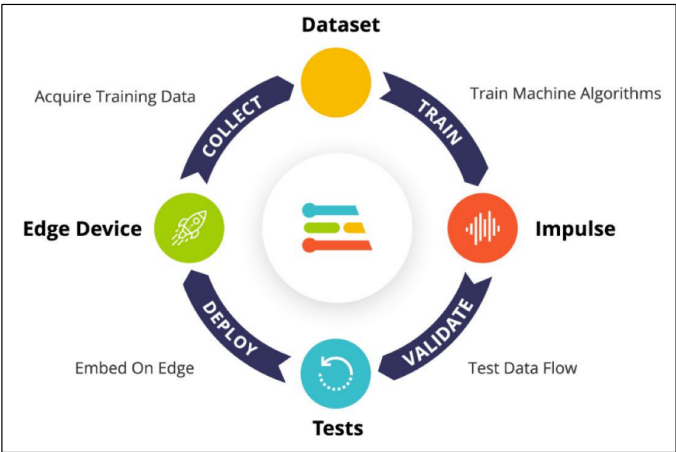 Dataset
Acquire Training Data
COLLECT
TRAIN
Train Machine Algorithms
Edge Device
Impulse
DEPLOY
VALIDATE
Embed On Edge
Test Data Flow
Tests